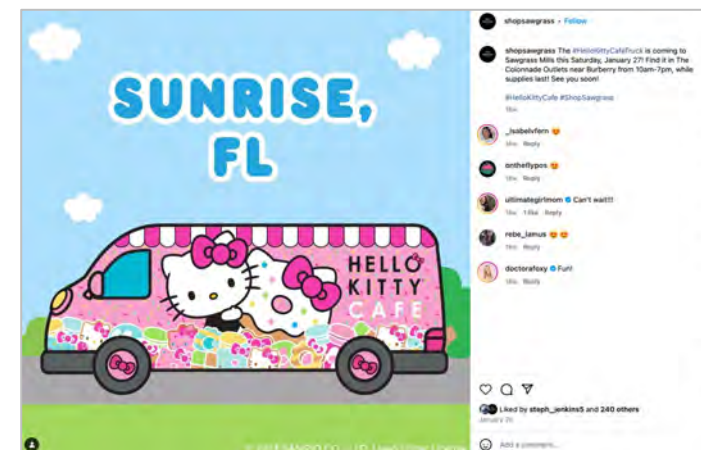 SUNRISE,
FL
HELLO
KITTY
CAFE
shopsawgrass • Follow
shopsawgrass The #HelloKittyCafeTruck is coming to
Sawgrass Mills this Saturday, January 27! Find it in The
Colonnade Outlets near Burberry from 10am-7pm, while
supplies last! See you soon!
#HelloKittyCafe #ShopSawgrass
_isabelvfern 😍
Reply
ontheflypos 😍
Reply
ultimategirlmom Can't wait!!!
1 like Reply
rebe_lamus 😍 😍
Reply
doctorafoxy Fun!
Reply
Liked by steph_jenkins5 and 240 others
January
Add a comment...